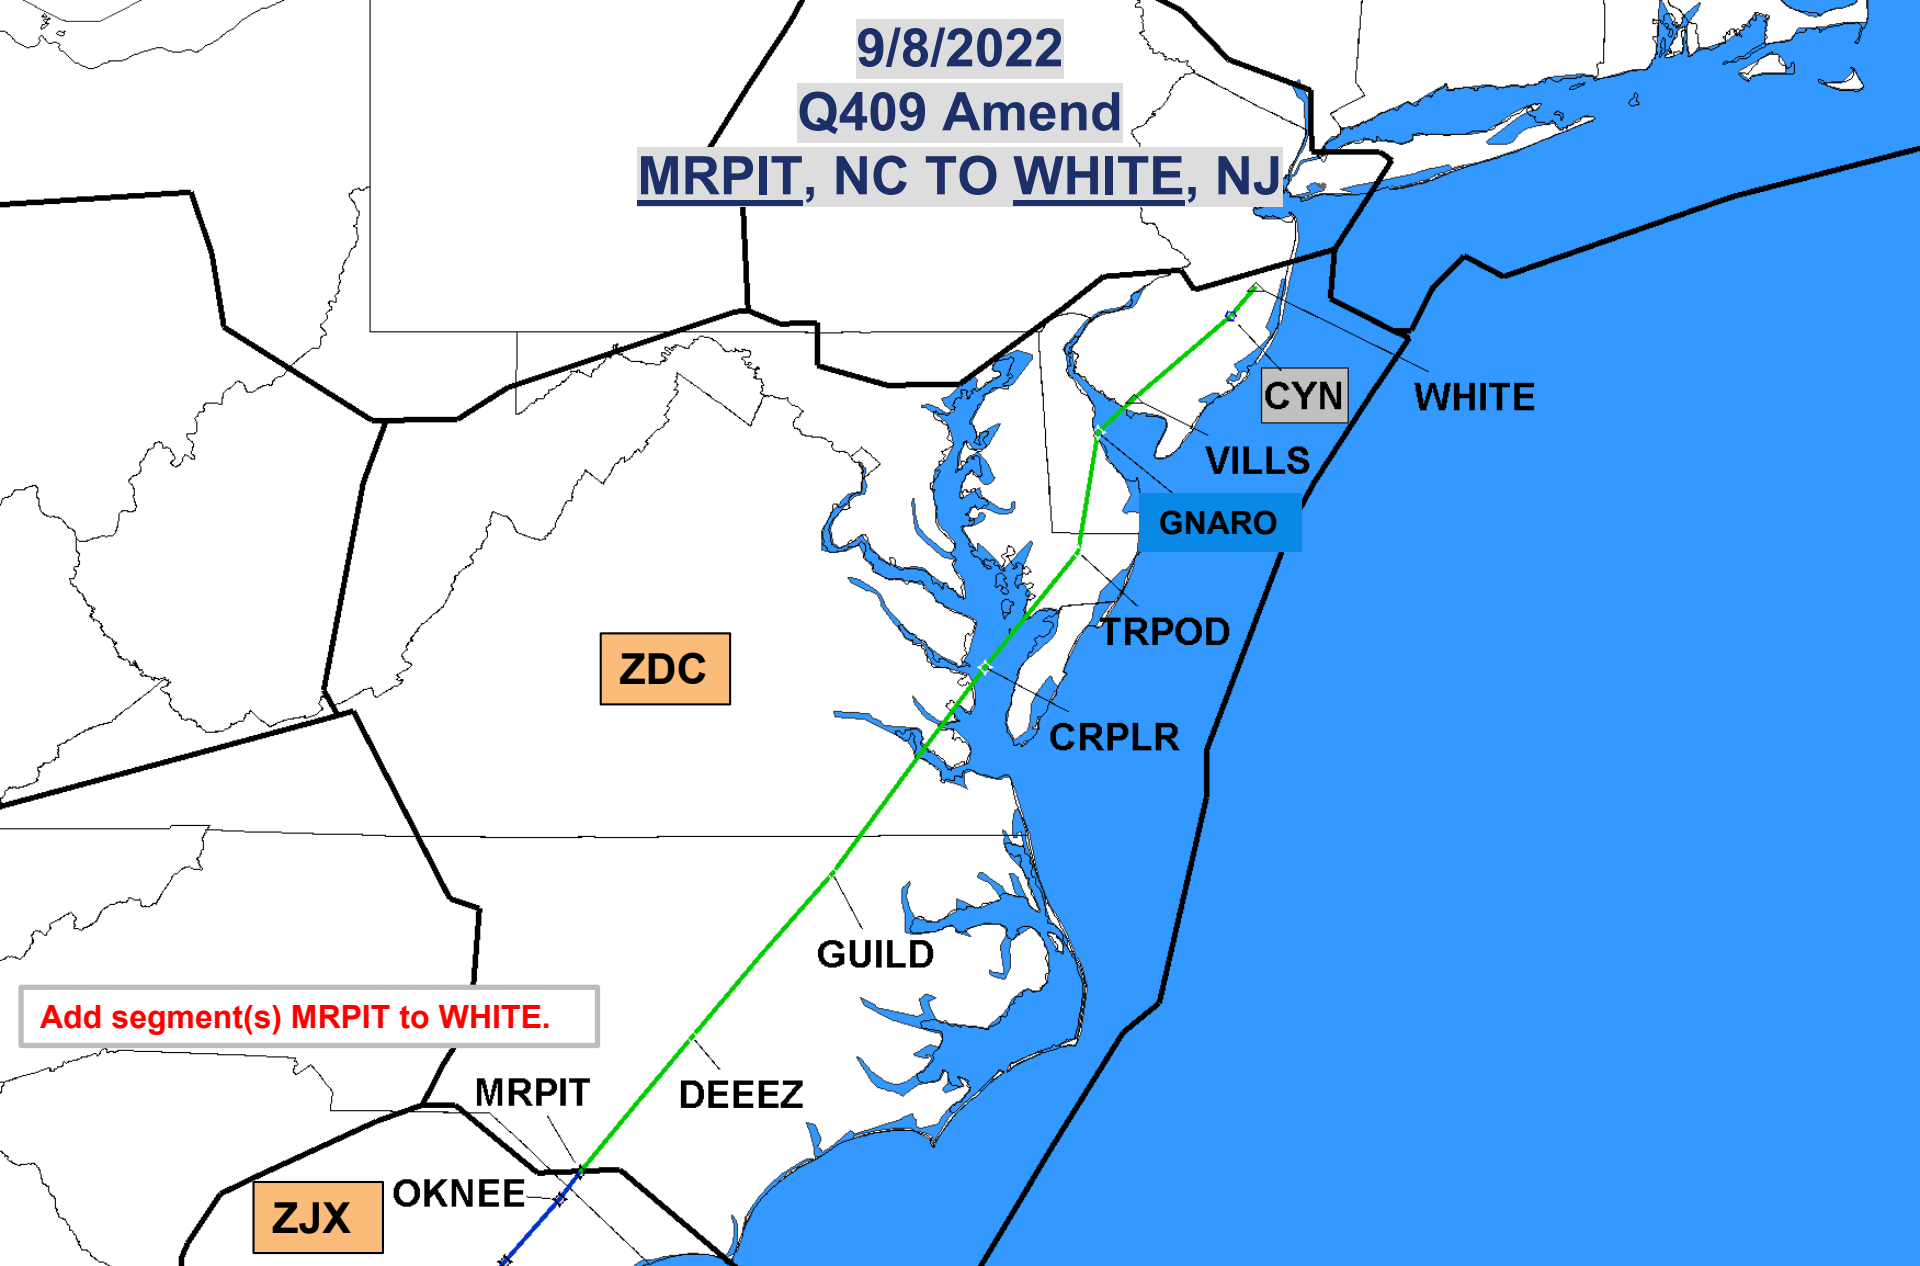 9/8/2022
Q409 Amend
MRPIT, NC TO WHITE, NJ
CYN
WHITE
VILLS
GNARO
TRPOD
ZDC
CRPLR
GUILD
Add segment(s) MRPIT to WHITE.
MRPIT
DEEEZ
OKNEE
ZJX